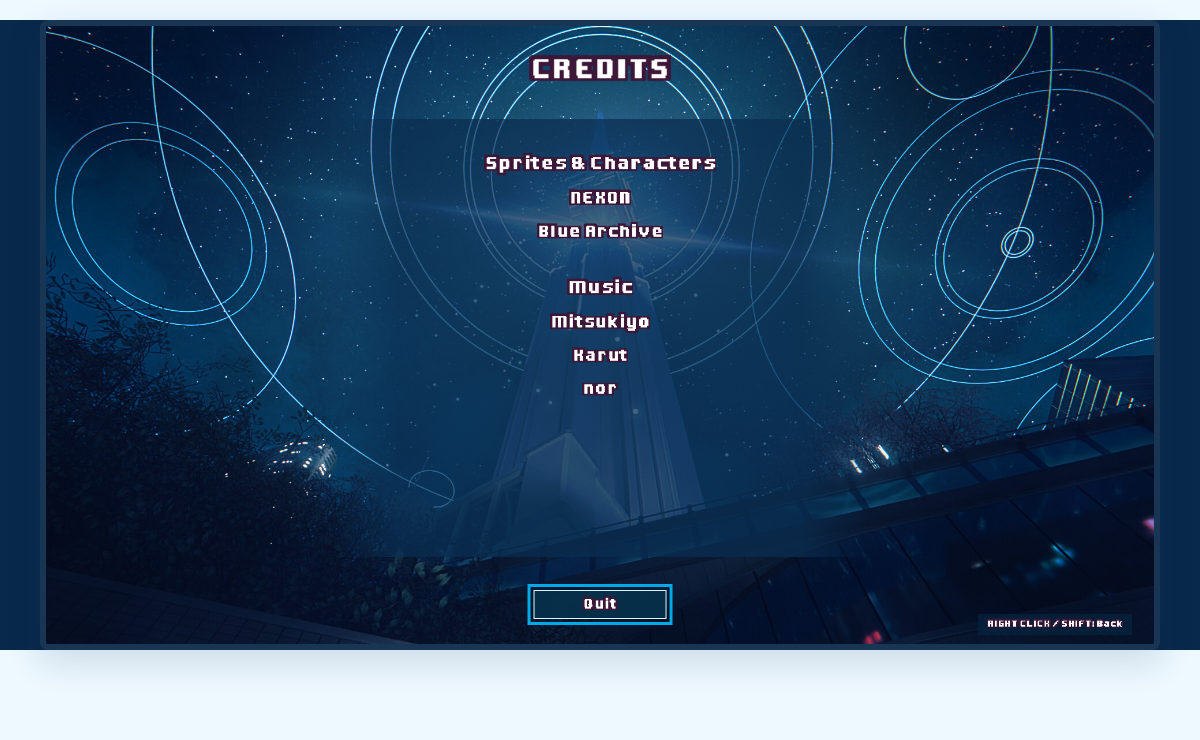 CREDITS
Sprites & Characters
NEXON
Blue Archive
Music
Mitsukiyo
Karut
nor
Quit
RIGHT CLICK / SHIFT: Back